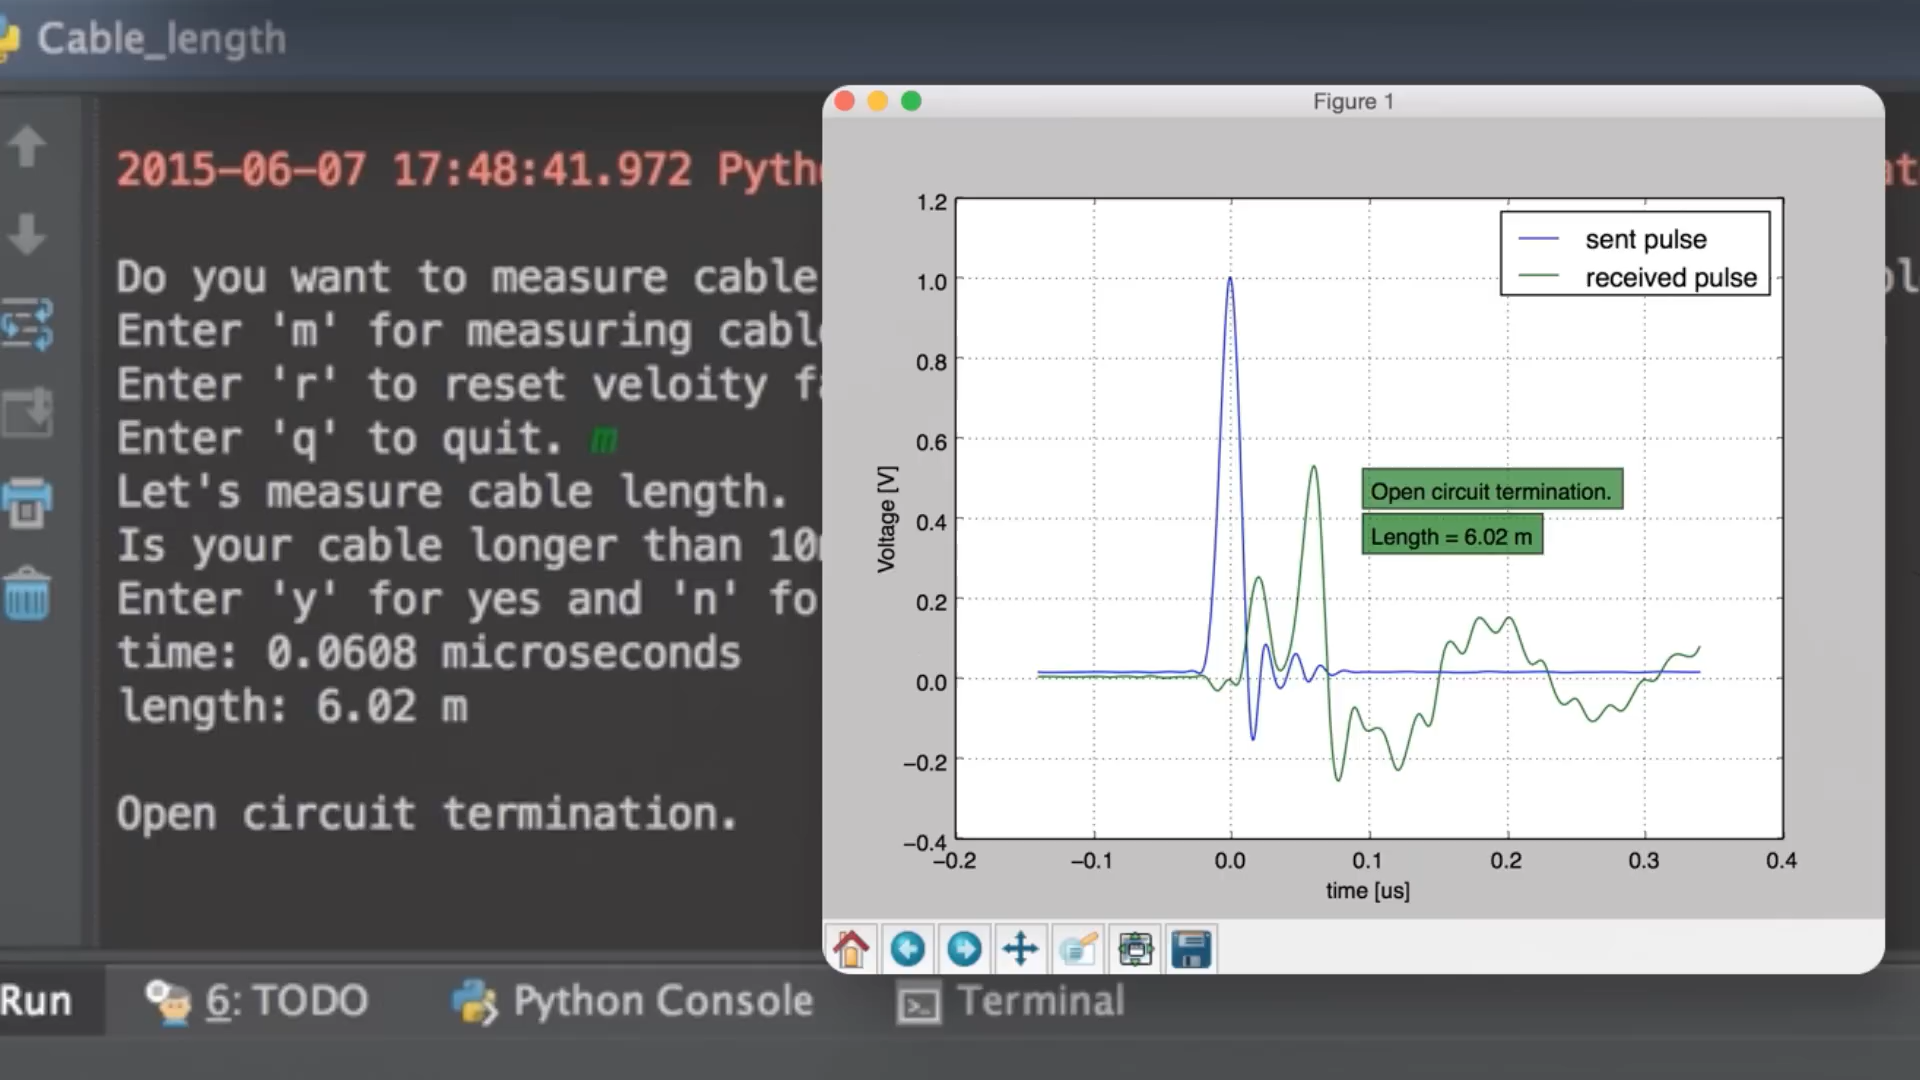 Cable_length
2015-06-07 17:48:41.972
Do you want to measure cable
Enter 'm' for measuring
Enter 'r' to reset veloity
Enter 'q' to quit. m
Let's measure cable length.
Is your cable longer than
Enter 'y' for yes and 'n'
time: 0.0608 microseconds
length: 6.02 m
Open circuit termination.
Figure 1
1.2
1.0
0.8
0.6
0.4
0.2
0.0
−0.2
−0.4
Voltage [V]
sent pulse
received pulse
Open circuit termination.
Length = 6.02 m
−0.2 −0.1 0.0 0.1 0.2 0.3 0.4
time [us]
Run 6: TODO Python Console Terminal